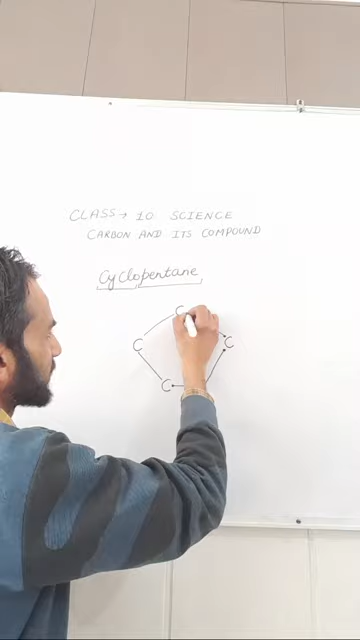 CLASS → 10 SCIENCE
CARBON AND ITS COMPOUND
Cyclopentane
C
C C
C